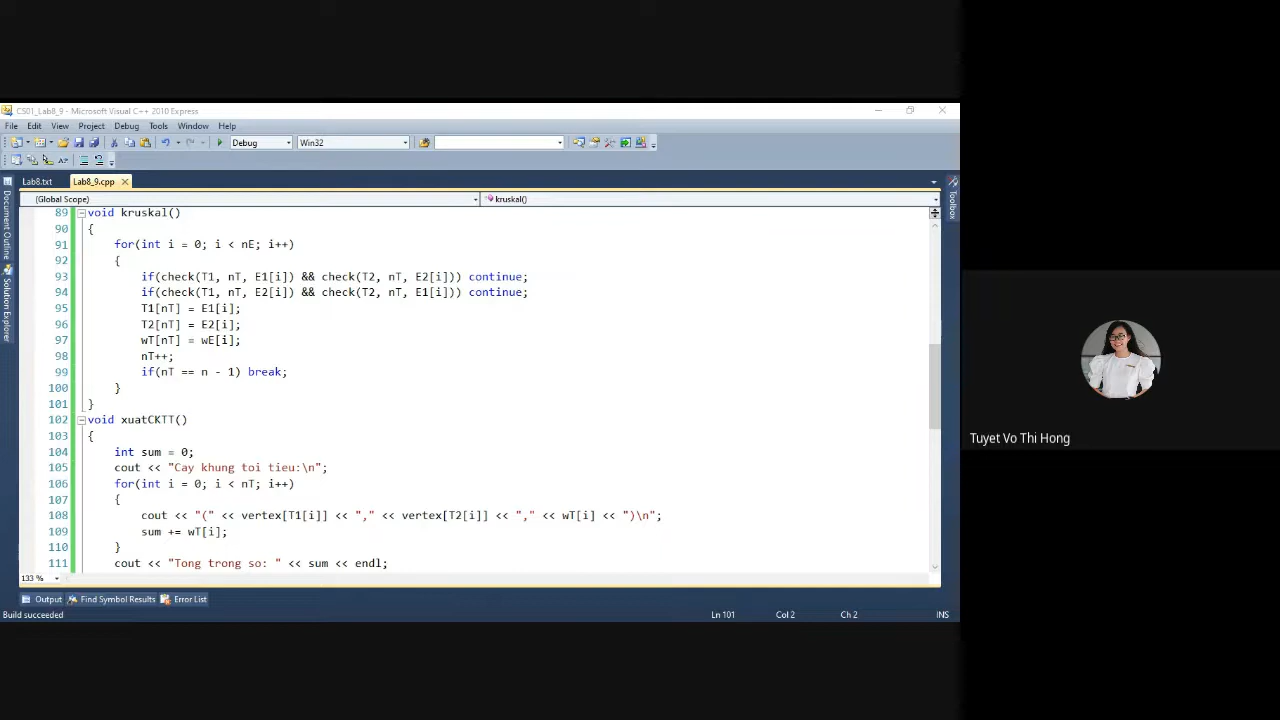 CS01_Lab8_9 - Microsoft Visual C++ 2010 Express
File Edit View Project Debug Tools Window Help
Debug Win32
Lab8.txt Lab8_9.cpp
(Global Scope) kruskal()
89 void kruskal()
90 {
91 for(int i = 0; i < nE; i++)
92 {
93 if(check(T1, nT, E1[i]) && check(T2, nT, E2[i])) continue;
94 if(check(T1, nT, E2[i]) && check(T2, nT, E1[i])) continue;
95 T1[nT] = E1[i];
96 T2[nT] = E2[i];
97 wT[nT] = wE[i];
98 nT++;
99 if(nT == n - 1) break;
100 }
101 }
102 void xuatCKTT()
103 {
104 int sum = 0;
105 cout << "Cay khung toi tieu:\n";
106 for(int i = 0; i < nT; i++)
107 {
108 cout << "(" << vertex[T1[i]] << "," << vertex[T2[i]] << "," << wT[i] << ")\n";
109 sum += wT[i];
110 }
111 cout << "Tong trong so: " << sum << endl;
133 %
Output Find Symbol Results Error List
Build succeeded Ln 101 Col 2 Ch 2 INS
Document Outline
Solution Explorer
Toolbox
Tuyet Vo Thi Hong